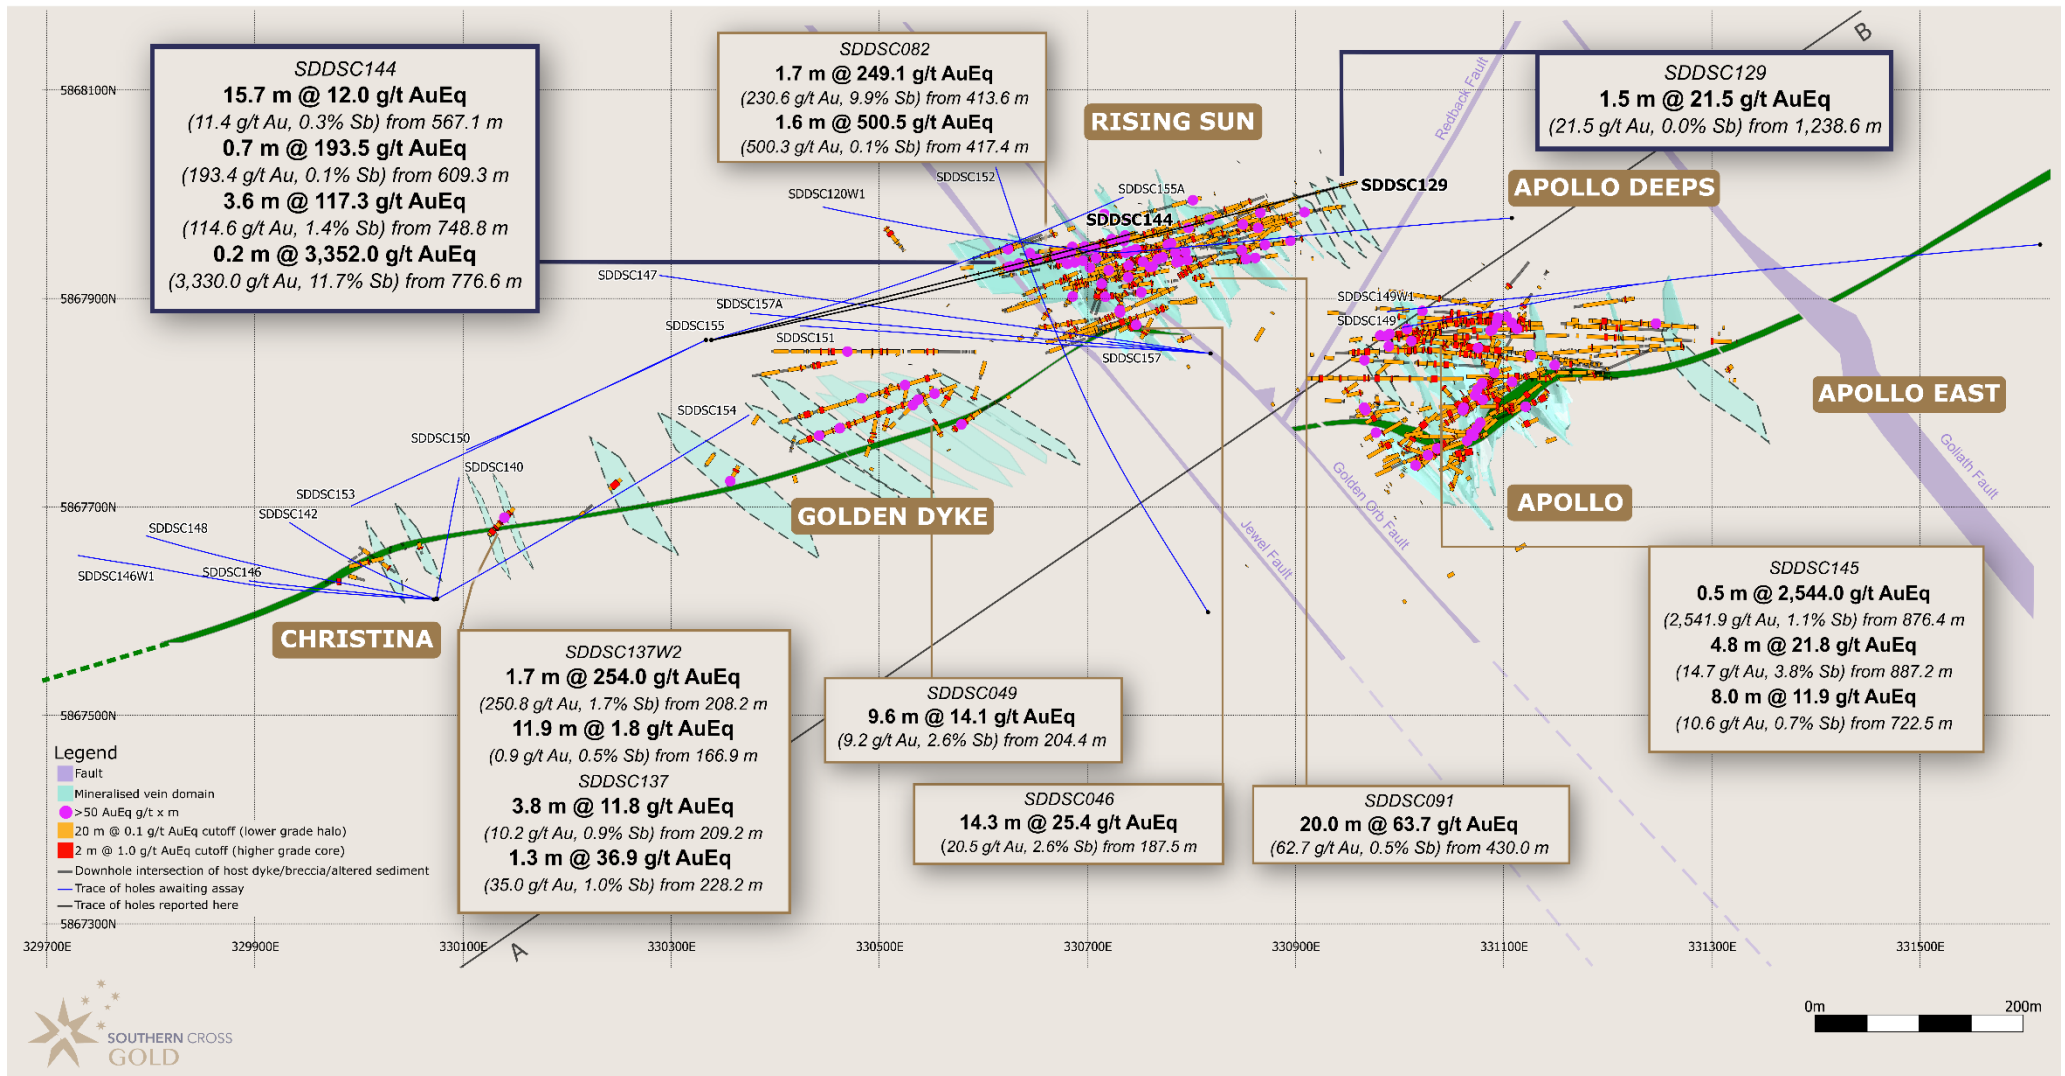 SDDSC144
15.7 m @ 12.0 g/t AuEq
(11.4 g/t Au, 0.3% Sb) from 567.1 m
0.7 m @ 193.5 g/t AuEq
(193.4 g/t Au, 0.1% Sb) from 609.3 m
3.6 m @ 117.3 g/t AuEq
(114.6 g/t Au, 1.4% Sb) from 748.8 m
0.2 m @ 3,352.0 g/t AuEq
(3,330.0 g/t Au, 11.7% Sb) from 776.6 m
SDDSC082
1.7 m @ 249.1 g/t AuEq
(230.6 g/t Au, 9.9% Sb) from 413.6 m
1.6 m @ 500.5 g/t AuEq
(500.3 g/t Au, 0.1% Sb) from 417.4 m
SDDSC129
1.5 m @ 21.5 g/t AuEq
(21.5 g/t Au, 0.0% Sb) from 1,238.6 m
B
5868100N
5867900N
5867700N
5867500N
5867300N
RISING SUN
APOLLO DEEPS
APOLLO EAST
APOLLO
GOLDEN DYKE
CHRISTINA
Redback Fault
Goliath Fault
Golden Orb Fault
Jewel Fault
SDDSC152
SDDSC120W1
SDDSC155A
SDDSC129
SDDSC144
SDDSC147
SDDSC157A
SDDSC155
SDDSC151
SDDSC157
SDDSC149W1
SDDSC149
SDDSC154
SDDSC150
SDDSC140
SDDSC153
SDDSC142
SDDSC148
SDDSC146W1
SDDSC146
SDDSC137W2
1.7 m @ 254.0 g/t AuEq
(250.8 g/t Au, 1.7% Sb) from 208.2 m
11.9 m @ 1.8 g/t AuEq
(0.9 g/t Au, 0.5% Sb) from 166.9 m
SDDSC137
3.8 m @ 11.8 g/t AuEq
(10.2 g/t Au, 0.9% Sb) from 209.2 m
1.3 m @ 36.9 g/t AuEq
(35.0 g/t Au, 1.0% Sb) from 228.2 m
SDDSC049
9.6 m @ 14.1 g/t AuEq
(9.2 g/t Au, 2.6% Sb) from 204.4 m
SDDSC046
14.3 m @ 25.4 g/t AuEq
(20.5 g/t Au, 2.6% Sb) from 187.5 m
SDDSC091
20.0 m @ 63.7 g/t AuEq
(62.7 g/t Au, 0.5% Sb) from 430.0 m
SDDSC145
0.5 m @ 2,544.0 g/t AuEq
(2,541.9 g/t Au, 1.1% Sb) from 876.4 m
4.8 m @ 21.8 g/t AuEq
(14.7 g/t Au, 3.8% Sb) from 887.2 m
8.0 m @ 11.9 g/t AuEq
(10.6 g/t Au, 0.7% Sb) from 722.5 m
Legend
Fault
Mineralised vein domain
>50 AuEq g/t x m
20 m @ 0.1 g/t AuEq cutoff (lower grade halo)
2 m @ 1.0 g/t AuEq cutoff (higher grade core)
Downhole intersection of host dyke/breccia/altered sediment
Trace of holes awaiting assay
Trace of holes reported here
A
329700E
329900E
330100E
330300E
330500E
330700E
330900E
331100E
331300E
331500E
0m
200m
SOUTHERN CROSS
GOLD